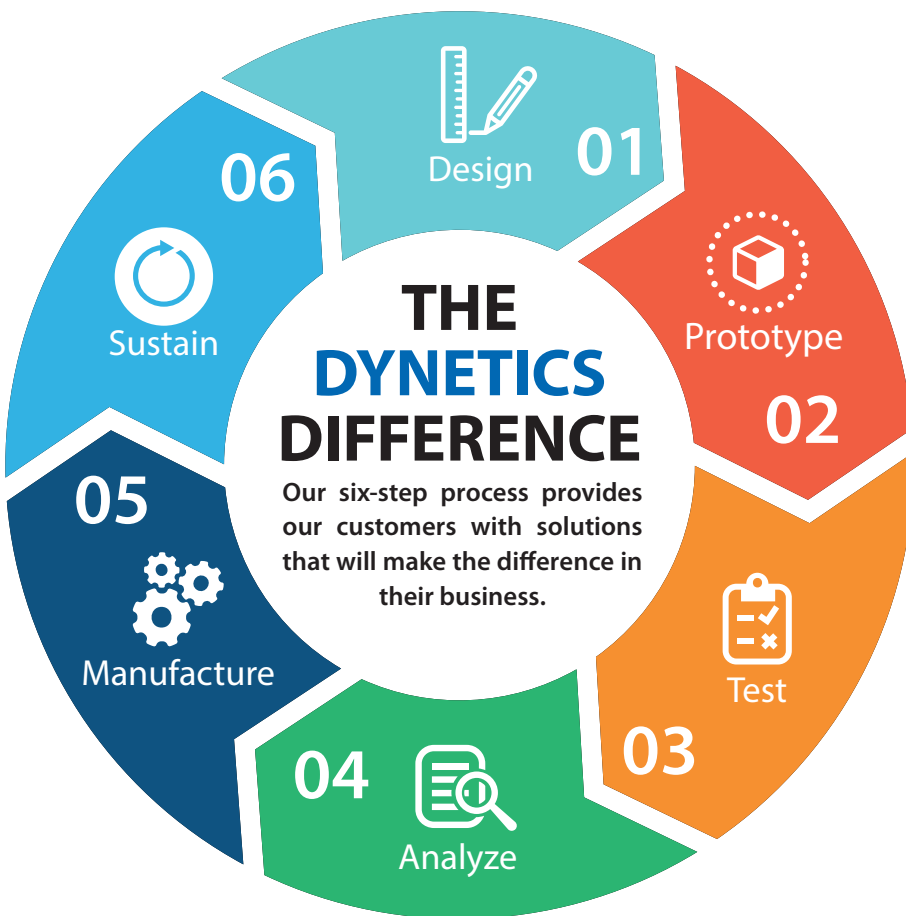 THE
DYNETICS
DIFFERENCE
Our six-step process provides
our customers with solutions
that will make the difference in
their business.
Design
01
Prototype
02
Test
03
04
Analyze
05
Manufacture
06
Sustain